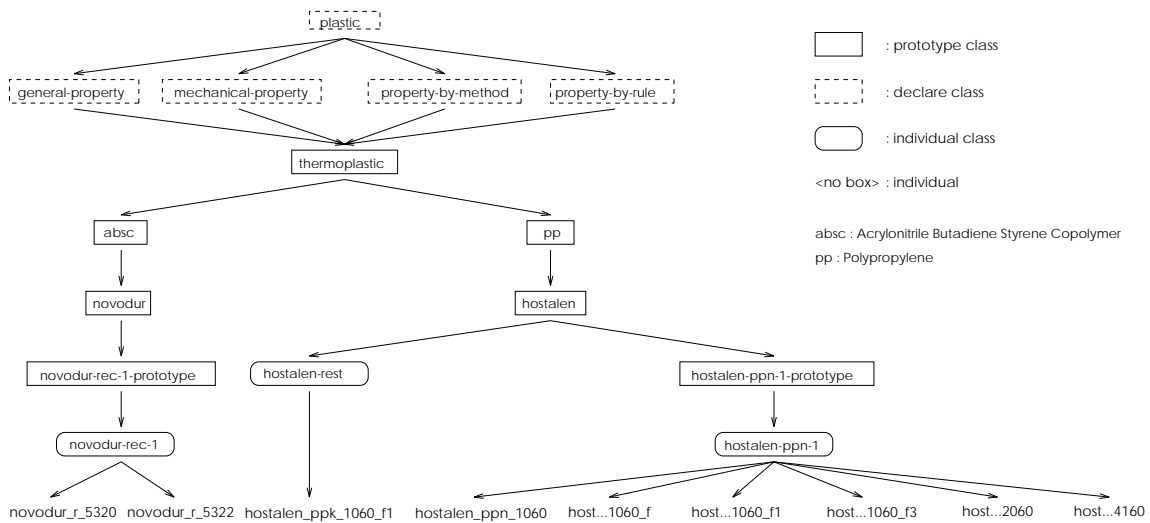 plastic
: prototype class
general-property mechanical-property property-by-method property-by-rule
: declare class
: individual class
thermoplastic
<no box> : individual
absc pp
absc : Acrylonitrile Butadiene Styrene Copolymer
pp : Polypropylene
novodur hostalen
novodur-rec-1-prototype hostalen-rest hostalen-ppn-1-prototype
novodur-rec-1 hostalen-ppn-1
novodur_r_5320 novodur_r_5322 hostalen_ppk_1060_f1 hostalen_ppn_1060 host...1060_f host...1060_f1 host...1060_f3 host...2060 host...4160